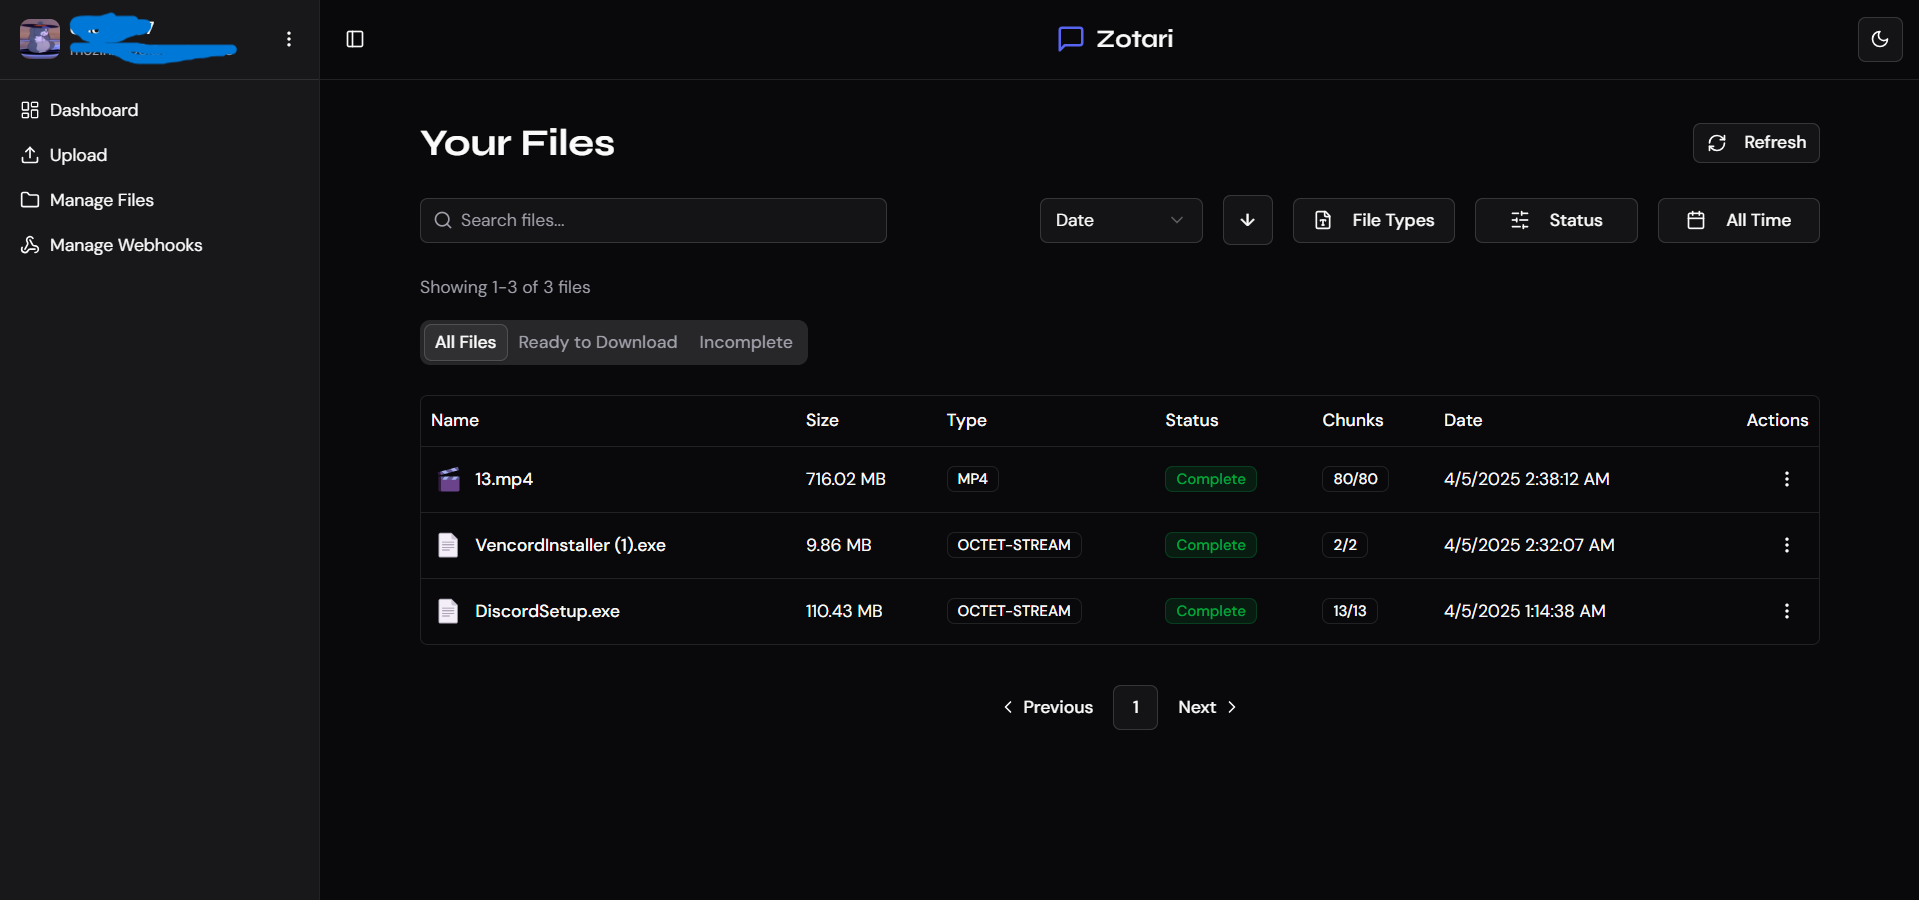 Zotari
Dashboard
Upload
Manage Files
Manage Webhooks
Your Files
Refresh
Search files...
Date
File Types
Status
All Time
Showing 1-3 of 3 files
All Files Ready to Download Incomplete
Name Size Type Status Chunks Date Actions
13.mp4 716.02 MB MP4 Complete 80/80 4/5/2025 2:38:12 AM
VencordInstaller (1).exe 9.86 MB OCTET-STREAM Complete 2/2 4/5/2025 2:32:07 AM
DiscordSetup.exe 110.43 MB OCTET-STREAM Complete 13/13 4/5/2025 1:14:38 AM
Previous 1 Next